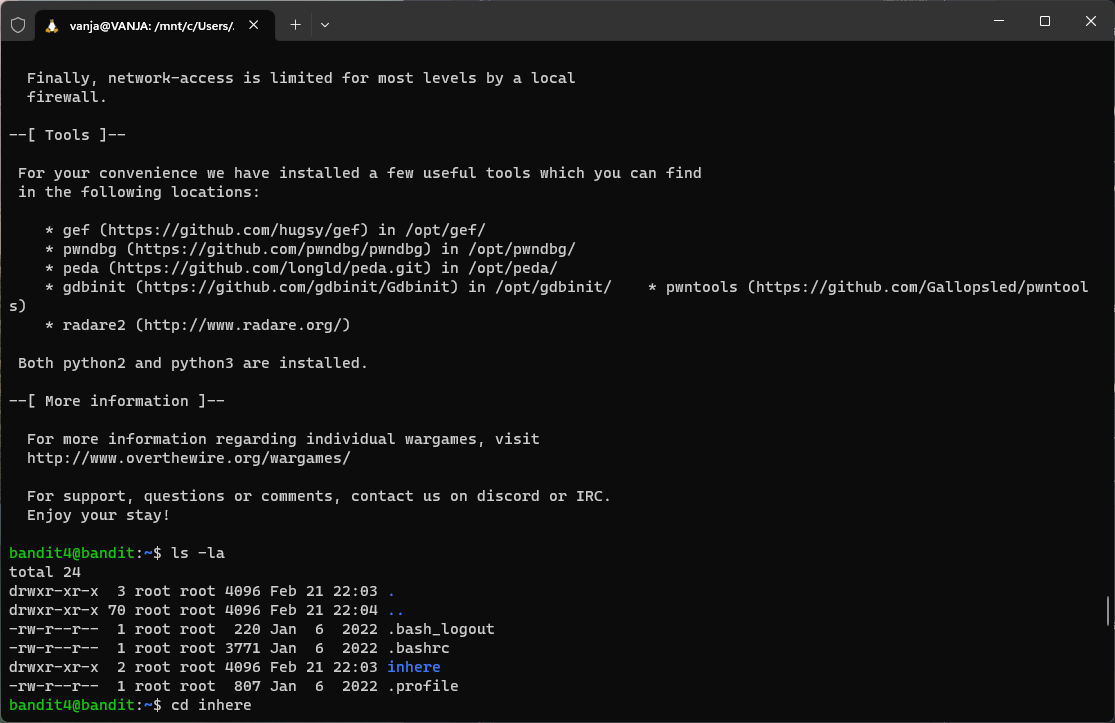 vanja@VANJA: /mnt/c/Users/.
Finally, network-access is limited for most levels by a local
firewall.
--[ Tools ]--
For your convenience we have installed a few useful tools which you can find
in the following locations:
* gef (https://github.com/hugsy/gef) in /opt/gef/
* pwndbg (https://github.com/pwndbg/pwndbg) in /opt/pwndbg/
* peda (https://github.com/longld/peda.git) in /opt/peda/
* gdbinit (https://github.com/gdbinit/Gdbinit) in /opt/gdbinit/    * pwntools (https://github.com/Gallopsled/pwntool
s)
* radare2 (http://www.radare.org/)
Both python2 and python3 are installed.
--[ More information ]--
For more information regarding individual wargames, visit
http://www.overthewire.org/wargames/
For support, questions or comments, contact us on discord or IRC.
Enjoy your stay!
bandit4@bandit:~$ ls -la
total 24
drwxr-xr-x  3 root root 4096 Feb 21 22:03 .
drwxr-xr-x 70 root root 4096 Feb 21 22:04 ..
-rw-r--r--  1 root root  220 Jan  6  2022 .bash_logout
-rw-r--r--  1 root root 3771 Jan  6  2022 .bashrc
drwxr-xr-x  2 root root 4096 Feb 21 22:03 inhere
-rw-r--r--  1 root root  807 Jan  6  2022 .profile
bandit4@bandit:~$ cd inhere